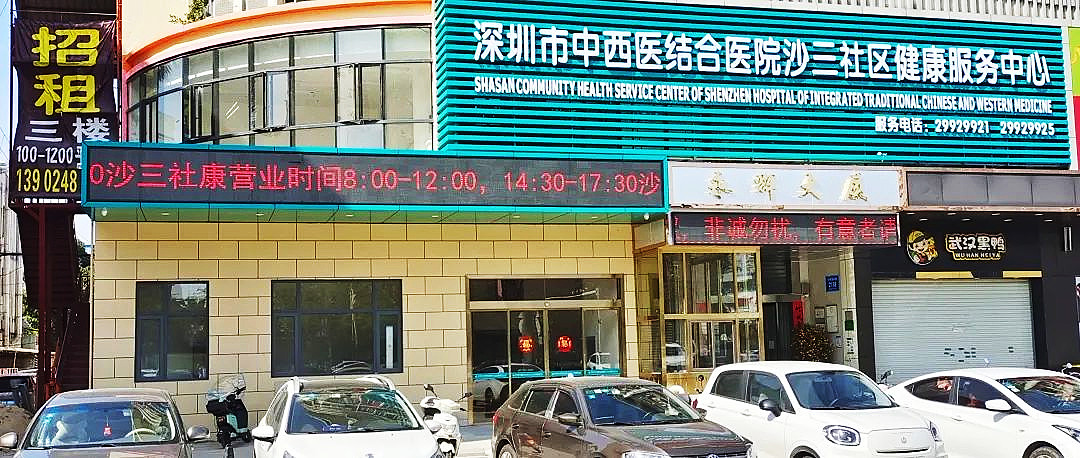 深圳市中西医结合医院沙三社区健康服务中心
SHASAN COMMUNITY HEALTH SERVICE CENTER OF SHENZHEN HOSPITAL OF INTEGRATED TRADITIONAL CHINESE AND WESTERN MEDICINE
服务电话：29929921 29929925
招
租
三楼
100-1200
139 0248
0沙三社康营业时间8:00-12:00，14:30-17:30沙
大厦
非诚勿扰，有意者请
武汉黑鸭
WU HAN HEI YA